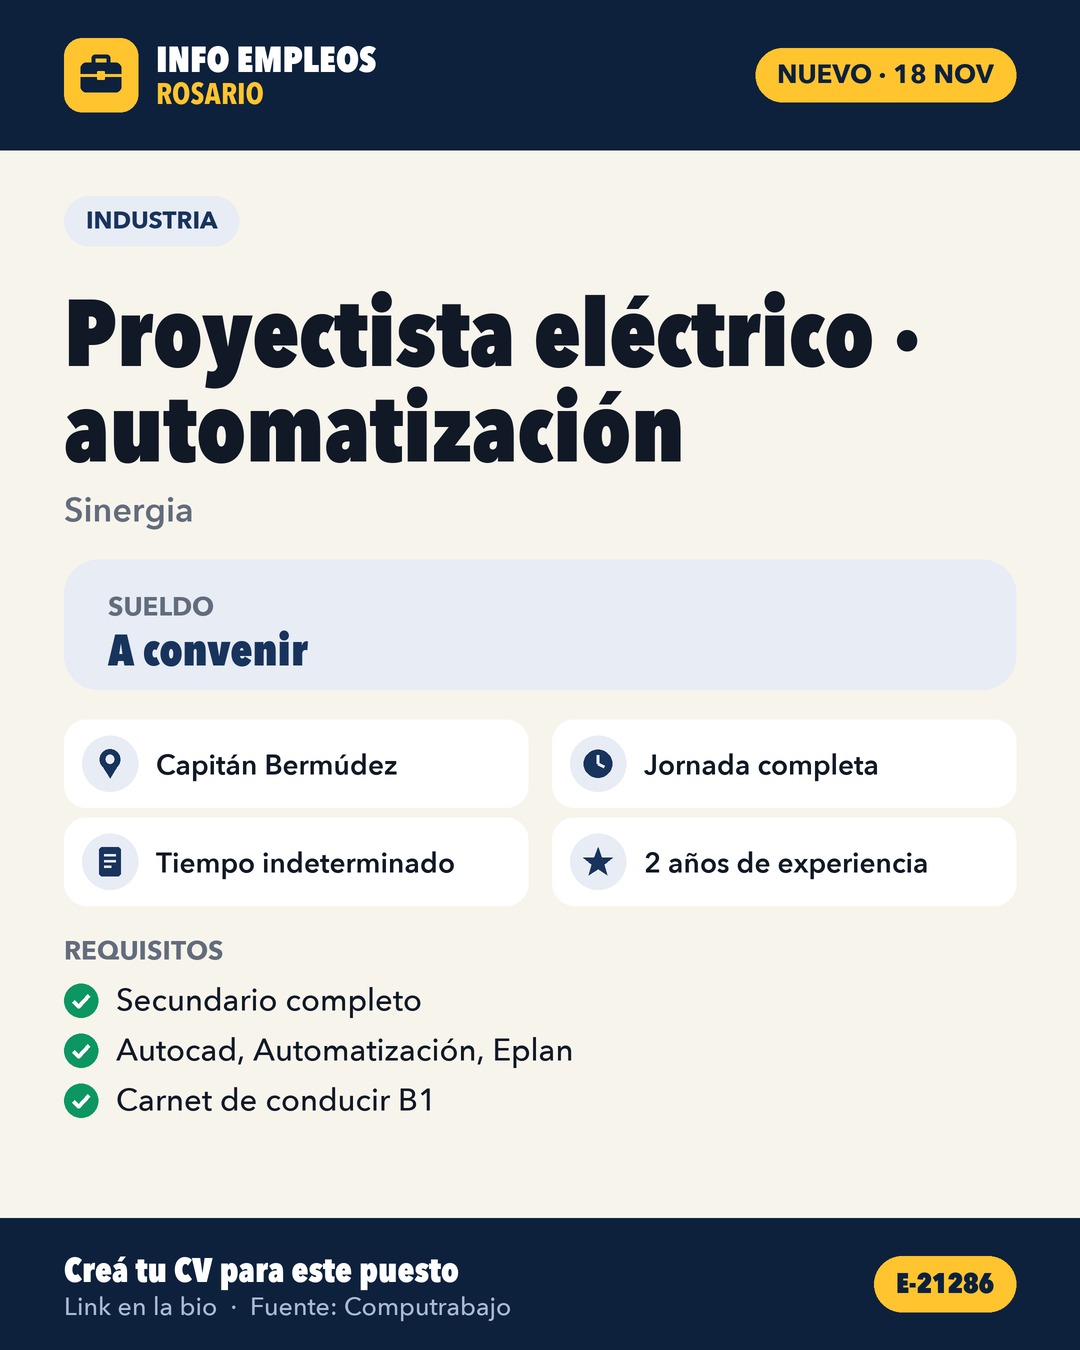 INFO EMPLEOS
ROSARIO
NUEVO · 18 NOV
INDUSTRIA
Proyectista eléctrico •
automatización
Sinergia
SUELDO
A convenir
Capitán Bermúdez
Jornada completa
Tiempo indeterminado
2 años de experiencia
REQUISITOS
Secundario completo
Autocad, Automatización, Eplan
Carnet de conducir B1
Creá tu CV para este puesto
Link en la bio · Fuente: Computrabajo
E-21286